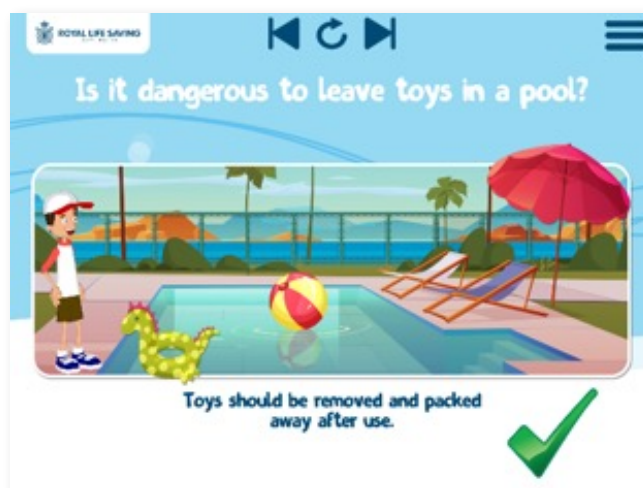 ROYAL LIFE SAVING
Is it dangerous to leave toys in a pool?
Toys should be removed and packed
away after use.